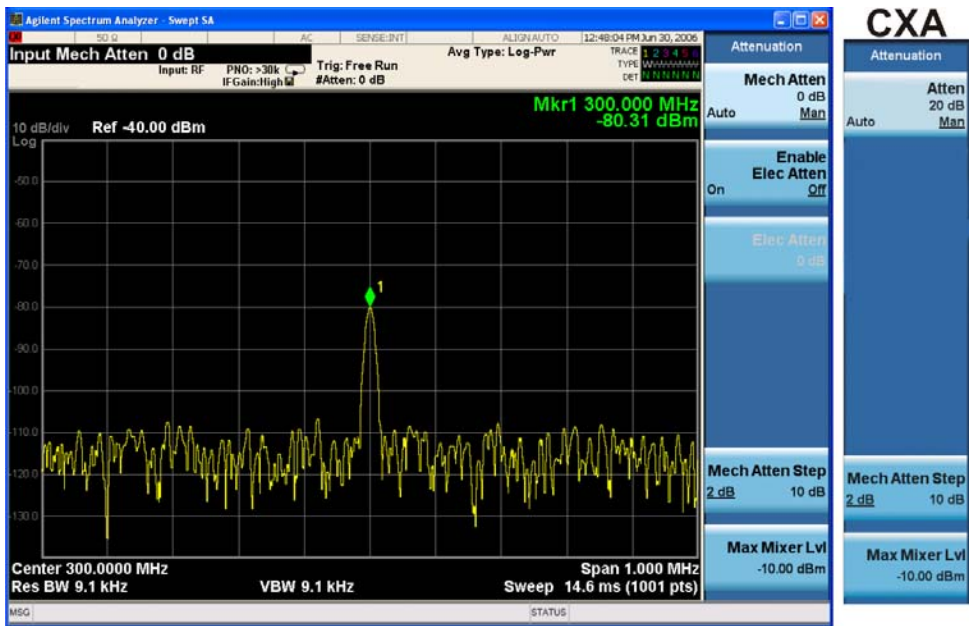 Agilent Spectrum Analyzer - Swept SA
50 Ω AC SENSE:INT ALIGN AUTO 12:48:04 PM Jun 30, 2006
Input Mech Atten 0 dB
Input: RF PNO: >30k IFGain:High
Trig: Free Run
#Atten: 0 dB
Avg Type: Log-Pwr
TRACE 1 2 3 4 5 6
TYPE
DET N N N N N N
Mkr1 300.000 MHz
-80.31 dBm
10 dB/div Ref -40.00 dBm
Log
-50.0
-60.0
-70.0
-80.0
-90.0
-100.0
-110.0
-120.0
-130.0
1
Center 300.0000 MHz Span 1.000 MHz
Res BW 9.1 kHz VBW 9.1 kHz Sweep 14.6 ms (1001 pts)
MSG STATUS
Attenuation
Mech Atten
0 dB
Auto Man
Enable
Elec Atten
On Off
Elec Atten
0 dB
Mech Atten Step
2 dB 10 dB
Max Mixer Lvl
-10.00 dBm
CXA
Attenuation
Atten
20 dB
Auto Man
Mech Atten Step
2 dB 10 dB
Max Mixer Lvl
-10.00 dBm